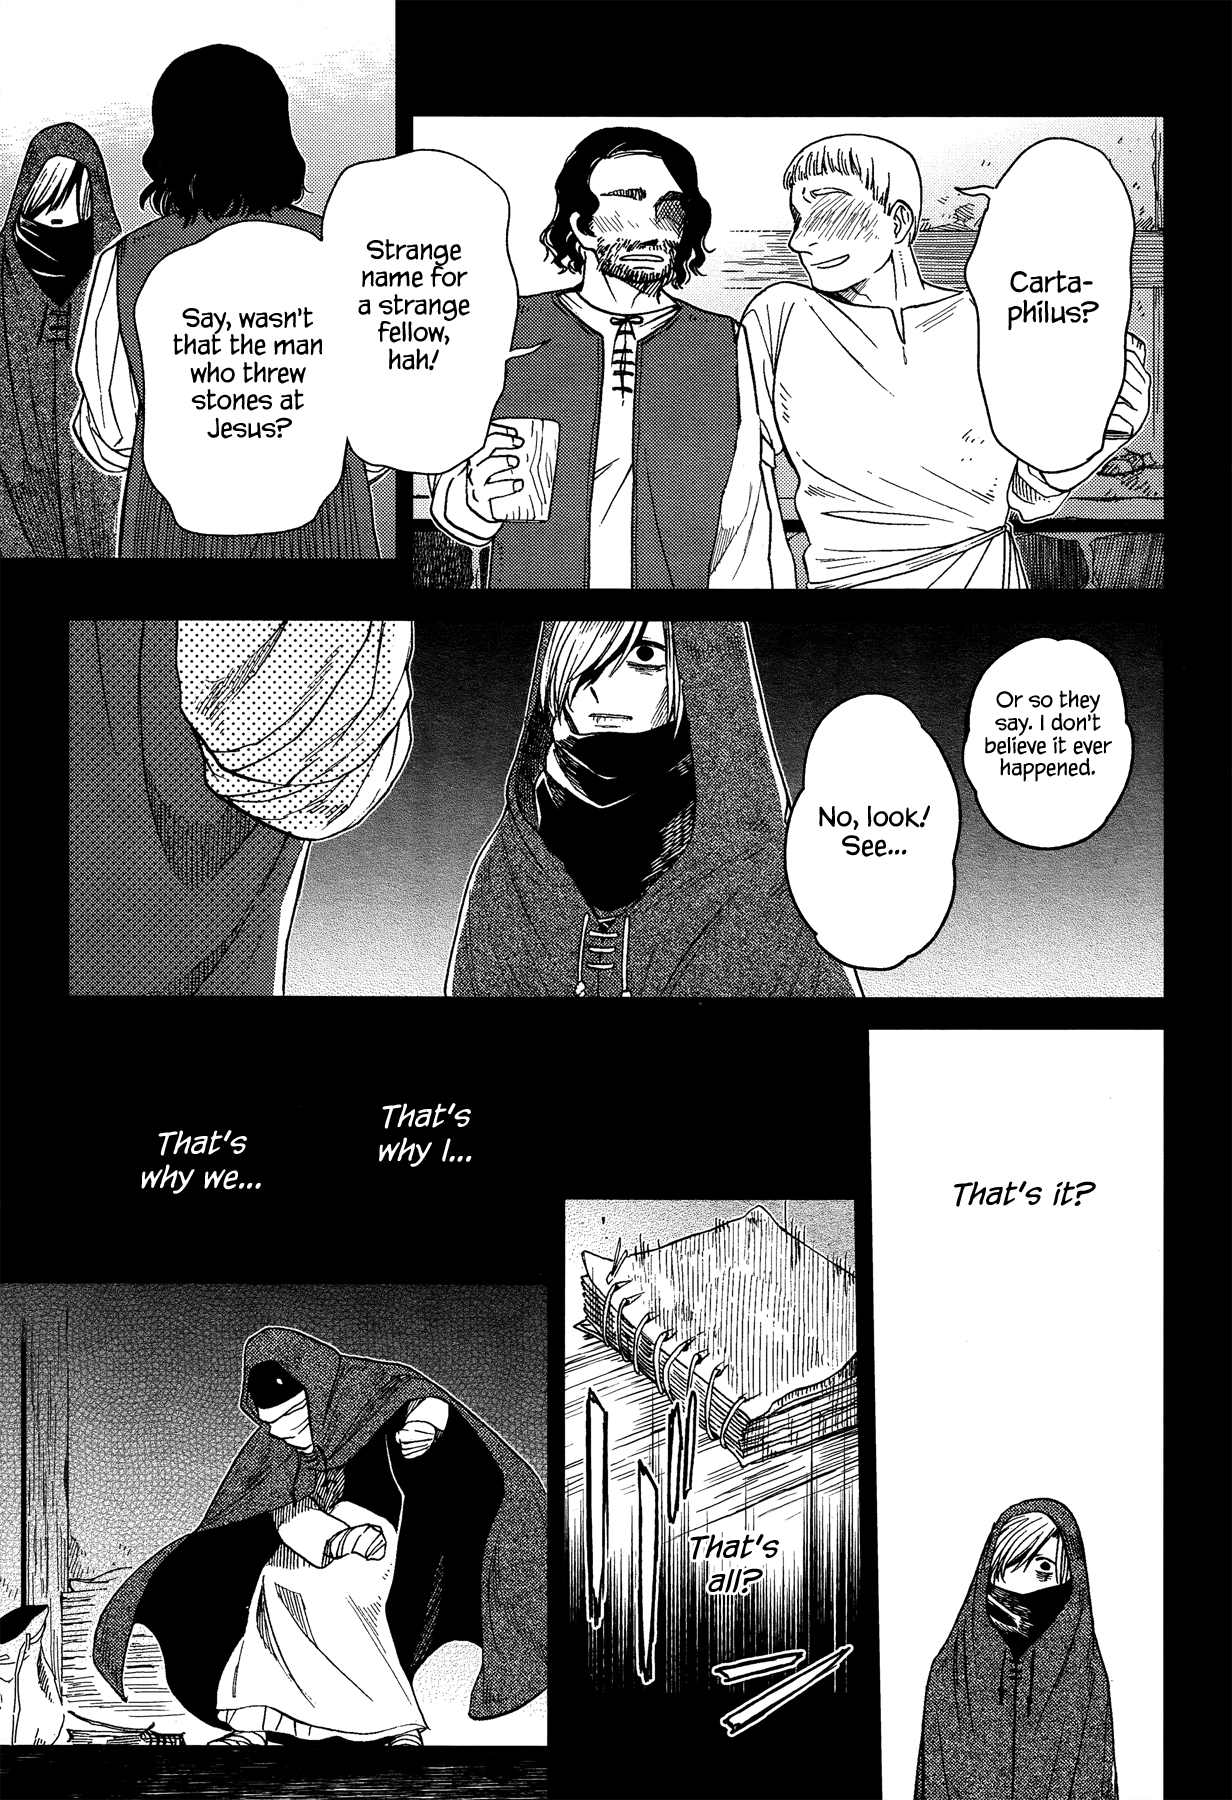 Carta-
philus?
Strange
name for
a strange
fellow,
hah!
Say, wasn't
that the man
who threw
stones at
Jesus?
Or so they
say. I don't
believe it ever
happened.
No, look!
See...
That's it?
That's
all?
That's
why I...
That's
why we...